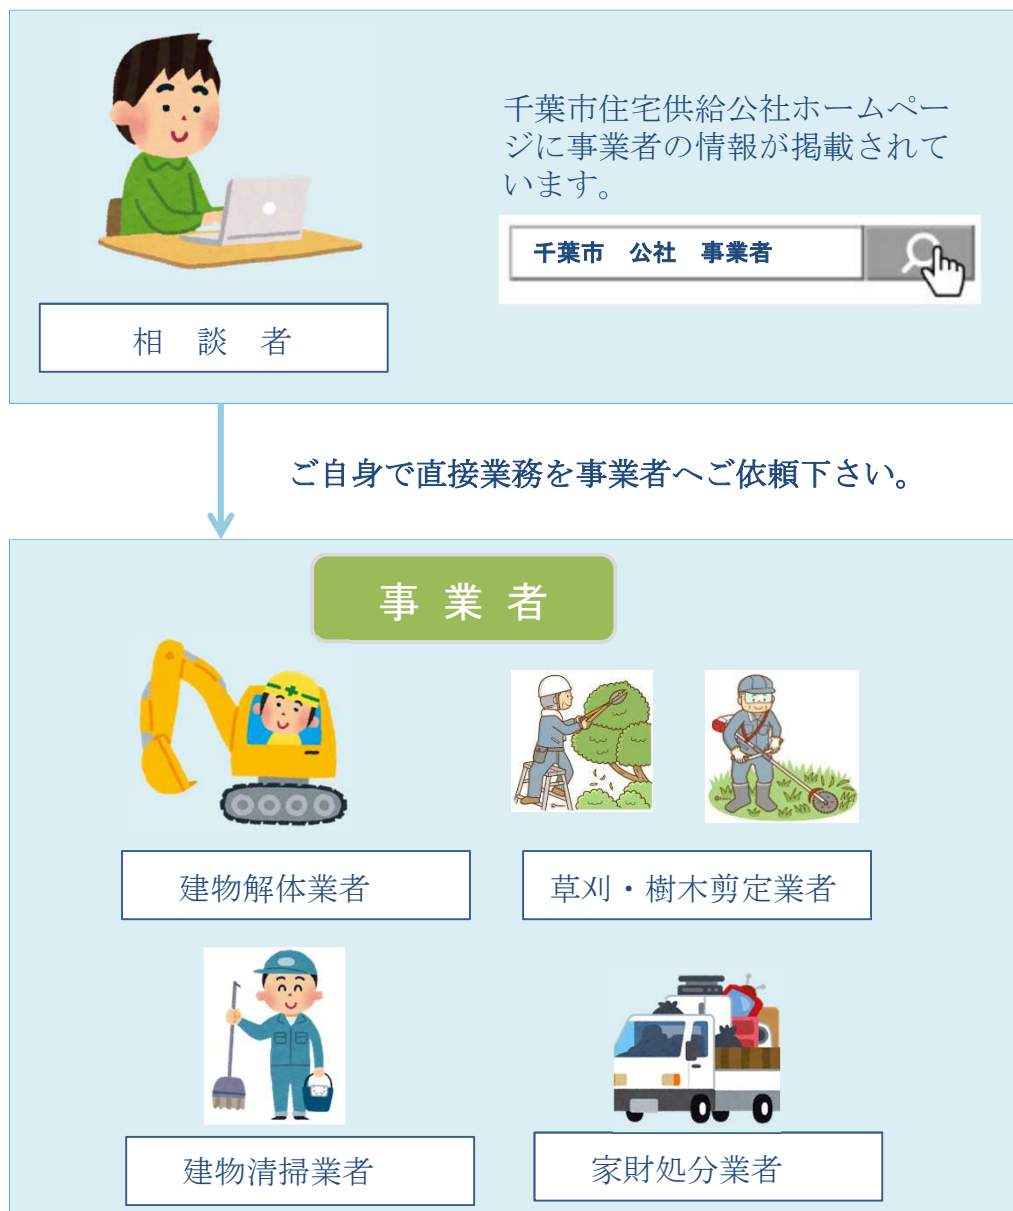 千葉市住宅供給公社ホームペー
ジに事業者の情報が掲載されて
います。
千葉市　公社　事業者
相　談　者
ご自身で直接業務を事業者へご依頼下さい。
事 業 者
建物解体業者
草刈・樹木剪定業者
建物清掃業者
家財処分業者